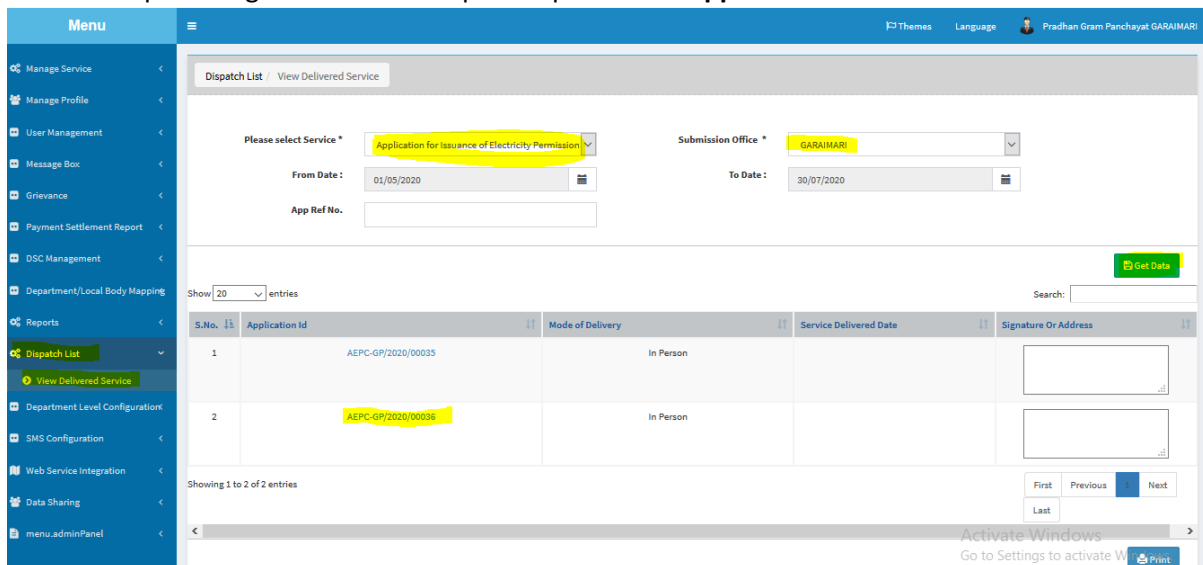 Menu
Themes Language Pradhan Gram Panchayat GARAIMARI
Manage Service
Manage Profile
User Management
Message Box
Grievance
Payment Settlement Report
DSC Management
Department/Local Body Mapping
Reports
Dispatch List
View Delivered Service
Department Level Configuration
SMS Configuration
Web Service Integration
Data Sharing
menu.adminPanel
Dispatch List / View Delivered Service
Please select Service * Application for Issuance of Electricity Permission Submission Office * GARAIMARI
From Date : 01/05/2020 To Date : 30/07/2020
App Ref No.
Get Data
Show 20 entries Search:
S.No. Application Id Mode of Delivery Service Delivered Date Signature Or Address
1 AEPC-GP/2020/00035 In Person
2 AEPC-GP/2020/00036 In Person
Showing 1 to 2 of 2 entries First Previous 1 Next
Last
Activate Windows
Go to Settings to activate Windows.
Print